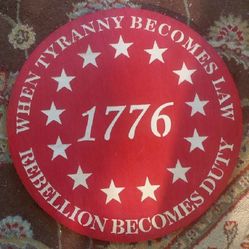 WHEN TYRANNY BECOMES LAW
1776
REBELLION BECOMES DUTY